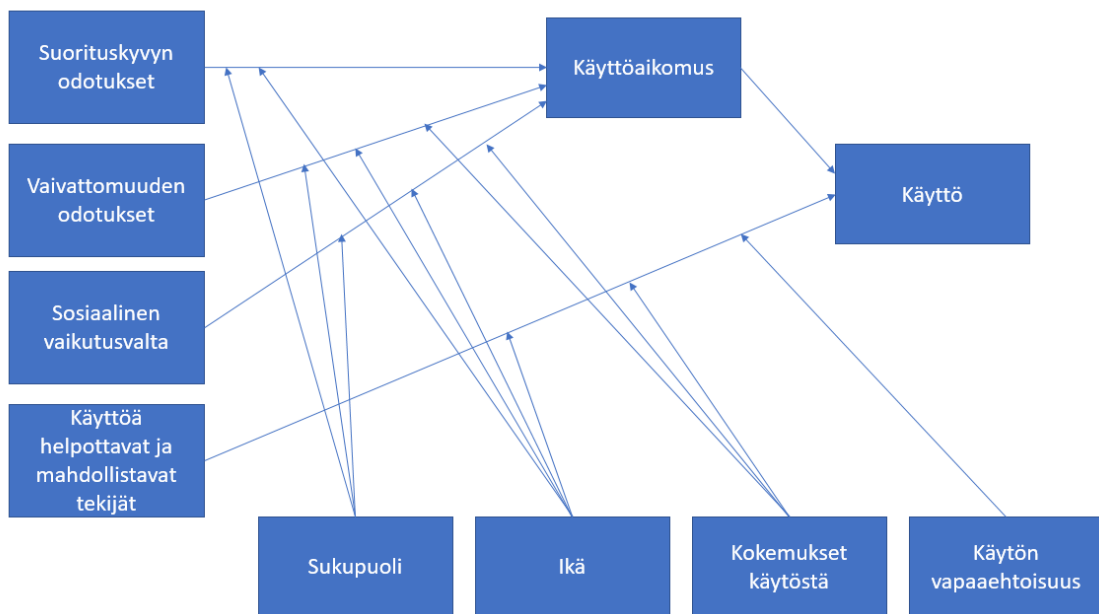 Suorituskyvyn
odotukset
Käyttöaikomus
Vaivattomuuden
odotukset
Käyttö
Sosiaalinen
vaikutusvalta
Käyttöä
helpottavat ja
mahdollistavat
tekijät
Sukupuoli
Ikä
Kokemukset
käytöstä
Käytön
vapaaehtoisuus